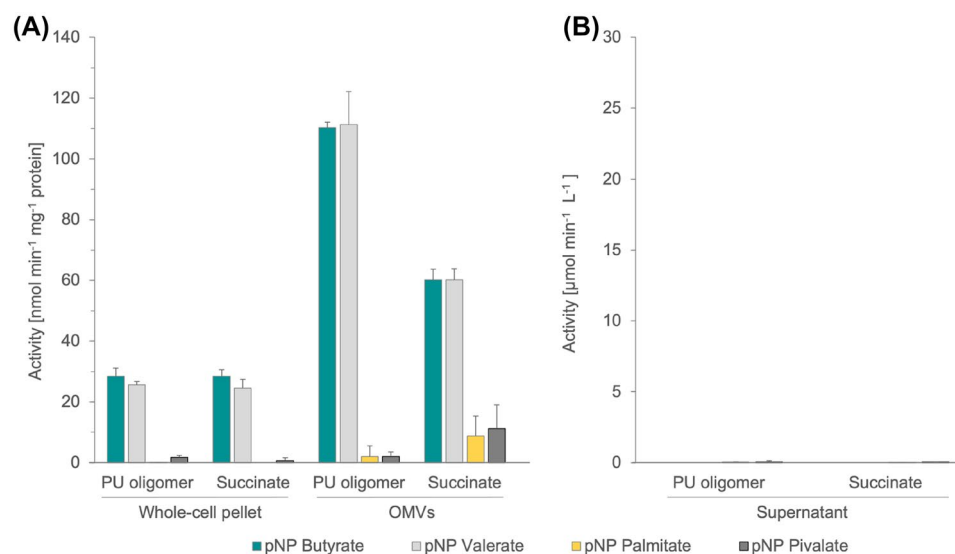 (A)
Activity [nmol min⁻¹ mg⁻¹ protein]
140
120
100
80
60
40
20
0
PU oligomer Succinate PU oligomer Succinate
Whole-cell pellet OMVs
(B)
Activity [µmol min⁻¹ L⁻¹ ]
30
25
20
15
10
5
0
PU oligomer Succinate
Supernatant
pNP Butyrate pNP Valerate pNP Palmitate pNP Pivalate